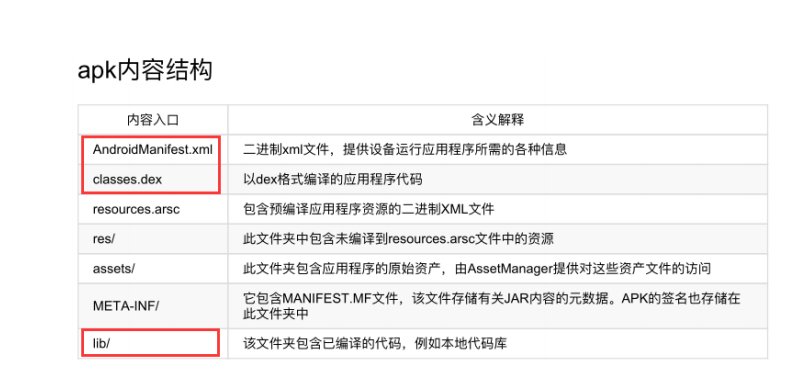 apk内容结构
内容入口 含义解释
AndroidManifest.xml 二进制xml文件，提供设备运行应用程序所需的各种信息
classes.dex 以dex格式编译的应用程序代码
resources.arsc 包含预编译应用程序资源的二进制XML文件
res/ 此文件夹中包含未编译到resources.arsc文件中的资源
assets/ 此文件夹包含应用程序的原始资产，由AssetManager提供对这些资产文件的访问
META-INF/ 它包含MANIFEST.MF文件，该文件存储有关JAR内容的元数据。APK的签名也存储在
此文件夹中
lib/ 该文件夹包含已编译的代码，例如本地代码库